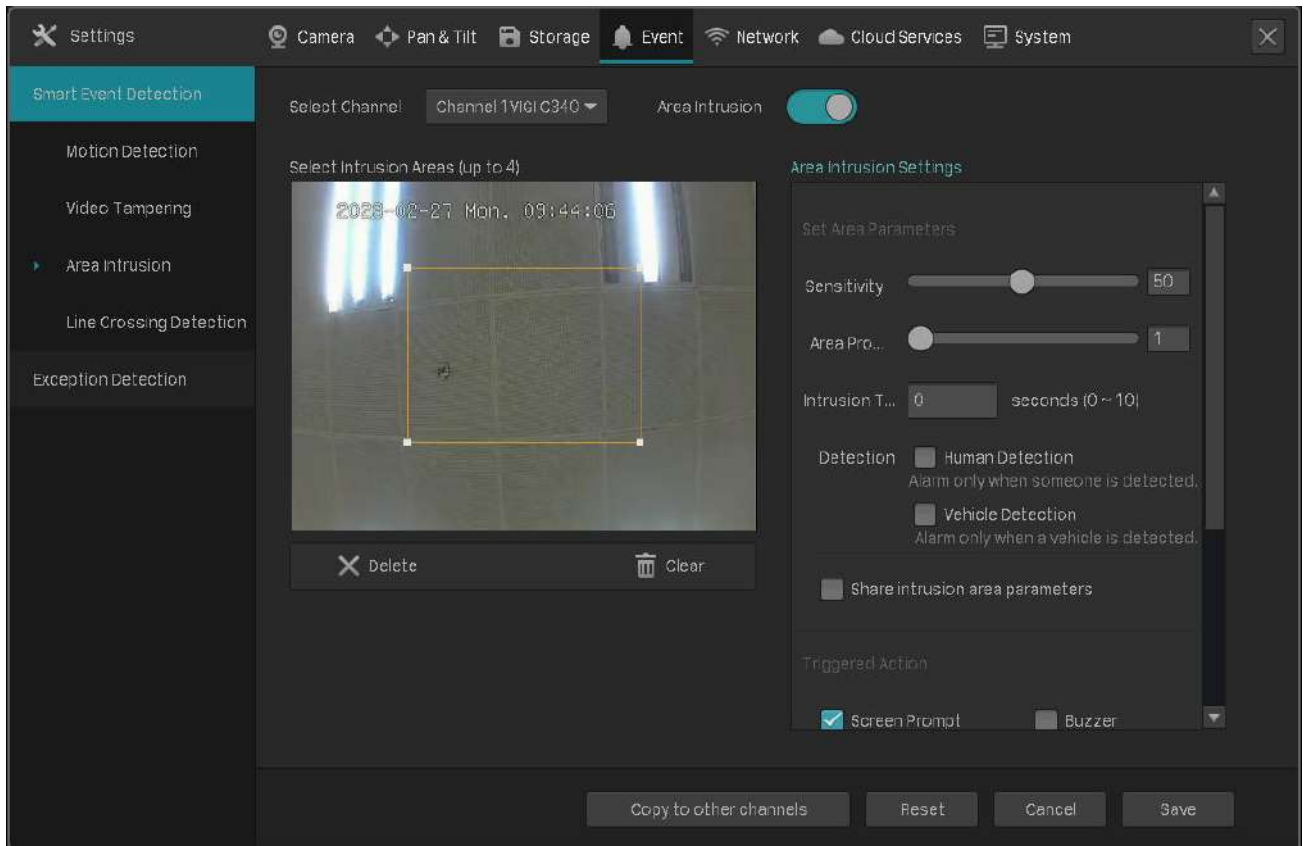 Settings
Camera Pan & Tilt Storage Event Network Cloud Services System
Smart Event Detection
Motion Detection
Video Tampering
Area Intrusion
Line Crossing Detection
Exception Detection
Select Channel Channel 1 VIGI C340 Area Intrusion
Select Intrusion Areas (up to 4)
2023-02-27 Mon. 09:44:06
Delete Clear
Area Intrusion Settings
Set Area Parameters
Sensitivity 50
Area Pro... 1
Intrusion T... 0 seconds (0 ~ 10)
Detection Human Detection
Alarm only when someone is detected.
Vehicle Detection
Alarm only when a vehicle is detected.
Share intrusion area parameters
Triggered Action
Screen Prompt Buzzer
Copy to other channels Reset Cancel Save